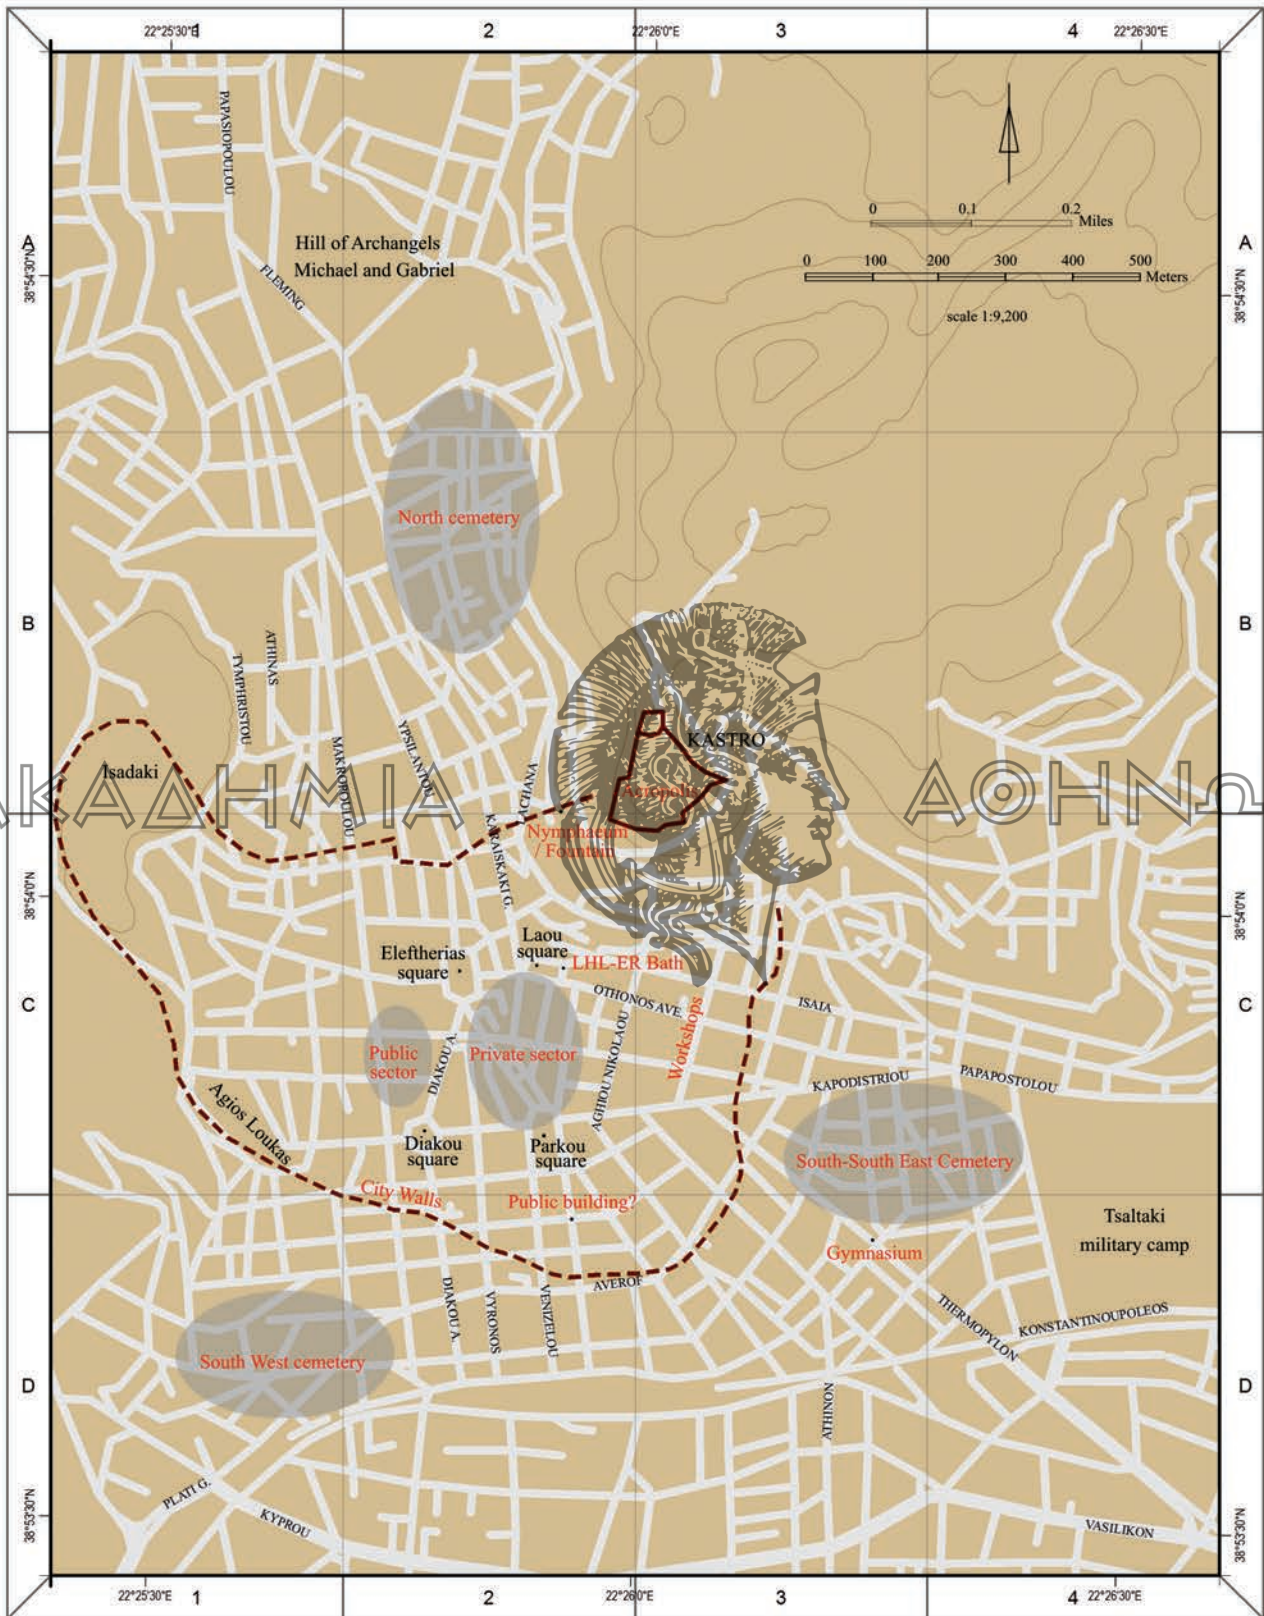 22°25'30"E
1
2
22°26'0"E
3
4
22°26'30"E
PAPASIOPOULOU
0 0.1 0.2
Miles
A
Hill of Archangels
Michael and Gabriel
A
38°54'30"N
FLEMING
0 100 200 300 400 500
Meters
38°54'30"N
scale 1:9,200
North cemetery
B
B
ATHINAS
TYMPHRISTOU
YPSILANTOU
MAKROPOULOU
KASTRO
Isadaki
ACHANA
Acropolis
ΑΚΑΔΗΜΙΑ
ΑΘΗΝΩ
KARAISKAKI G.
Nymphaeum
/ Fountain
38°54'0"N
38°54'0"N
Eleftherias
square
Laou
square
LHL-ER Bath
OTHONOS AVE.
ISAIA
C
C
Workshops
Public
sector
DIAKOU A.
Private sector
AGHIOU NIKOLAOU
KAPODISTRIOU
PAPAPOSTOLOU
Agios Loukas
Diakou
square
Parkou
square
South-South East Cemetery
City Walls
Public building?
Tsaltaki
military camp
Gymnasium
AVEROF
DIAKOU A.
VYRONOS
VENIZELOU
THERMOPYLON
KONSTANTINOUPOLEOS
South West cemetery
D
D
ATHINON
PLATI G.
KYPROU
VASILIKON
38°53'30"N
38°53'30"N
22°25'30"E
1
2
22°26'0"E
3
4
22°26'30"E